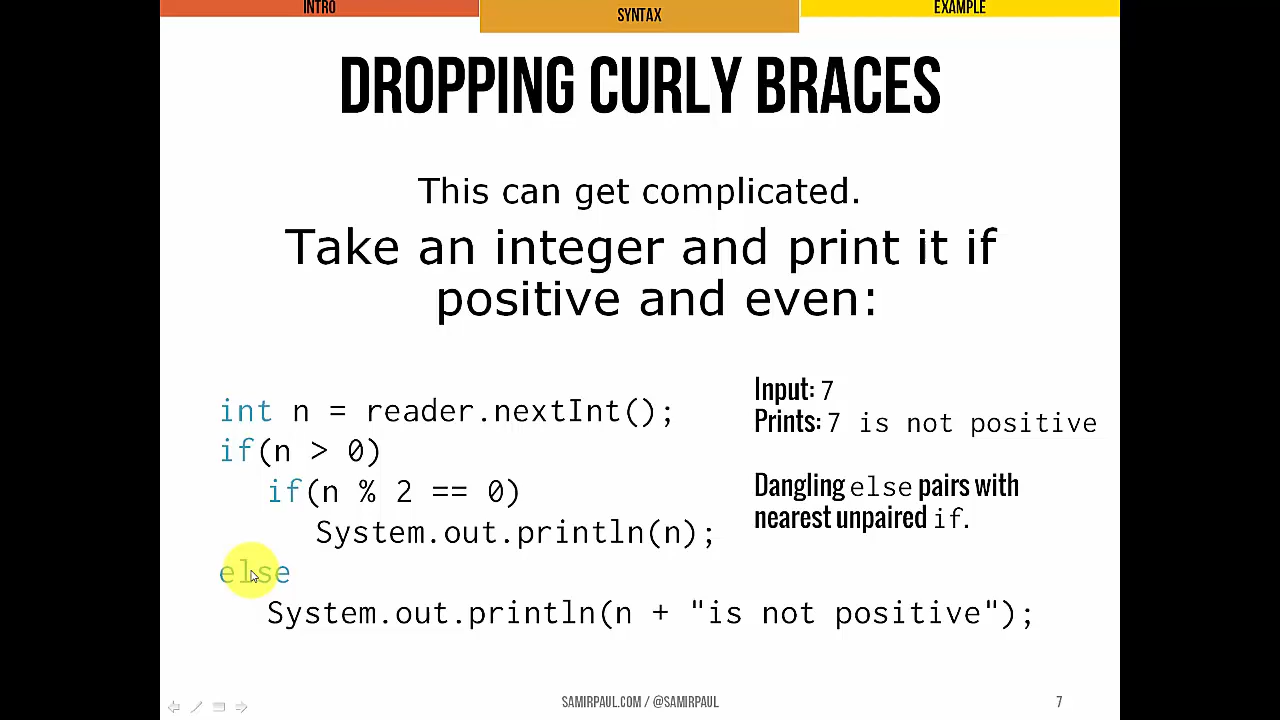 INTRO
SYNTAX
EXAMPLE
DROPPING CURLY BRACES
This can get complicated.
Take an integer and print it if
positive and even:
int n = reader.nextInt();
if(n > 0)
if(n % 2 == 0)
System.out.println(n);
else
System.out.println(n + "is not positive");
Input: 7
Prints: 7 is not positive
Dangling else pairs with
nearest unpaired if.
SAMIRPAUL.COM / @SAMIRPAUL
7